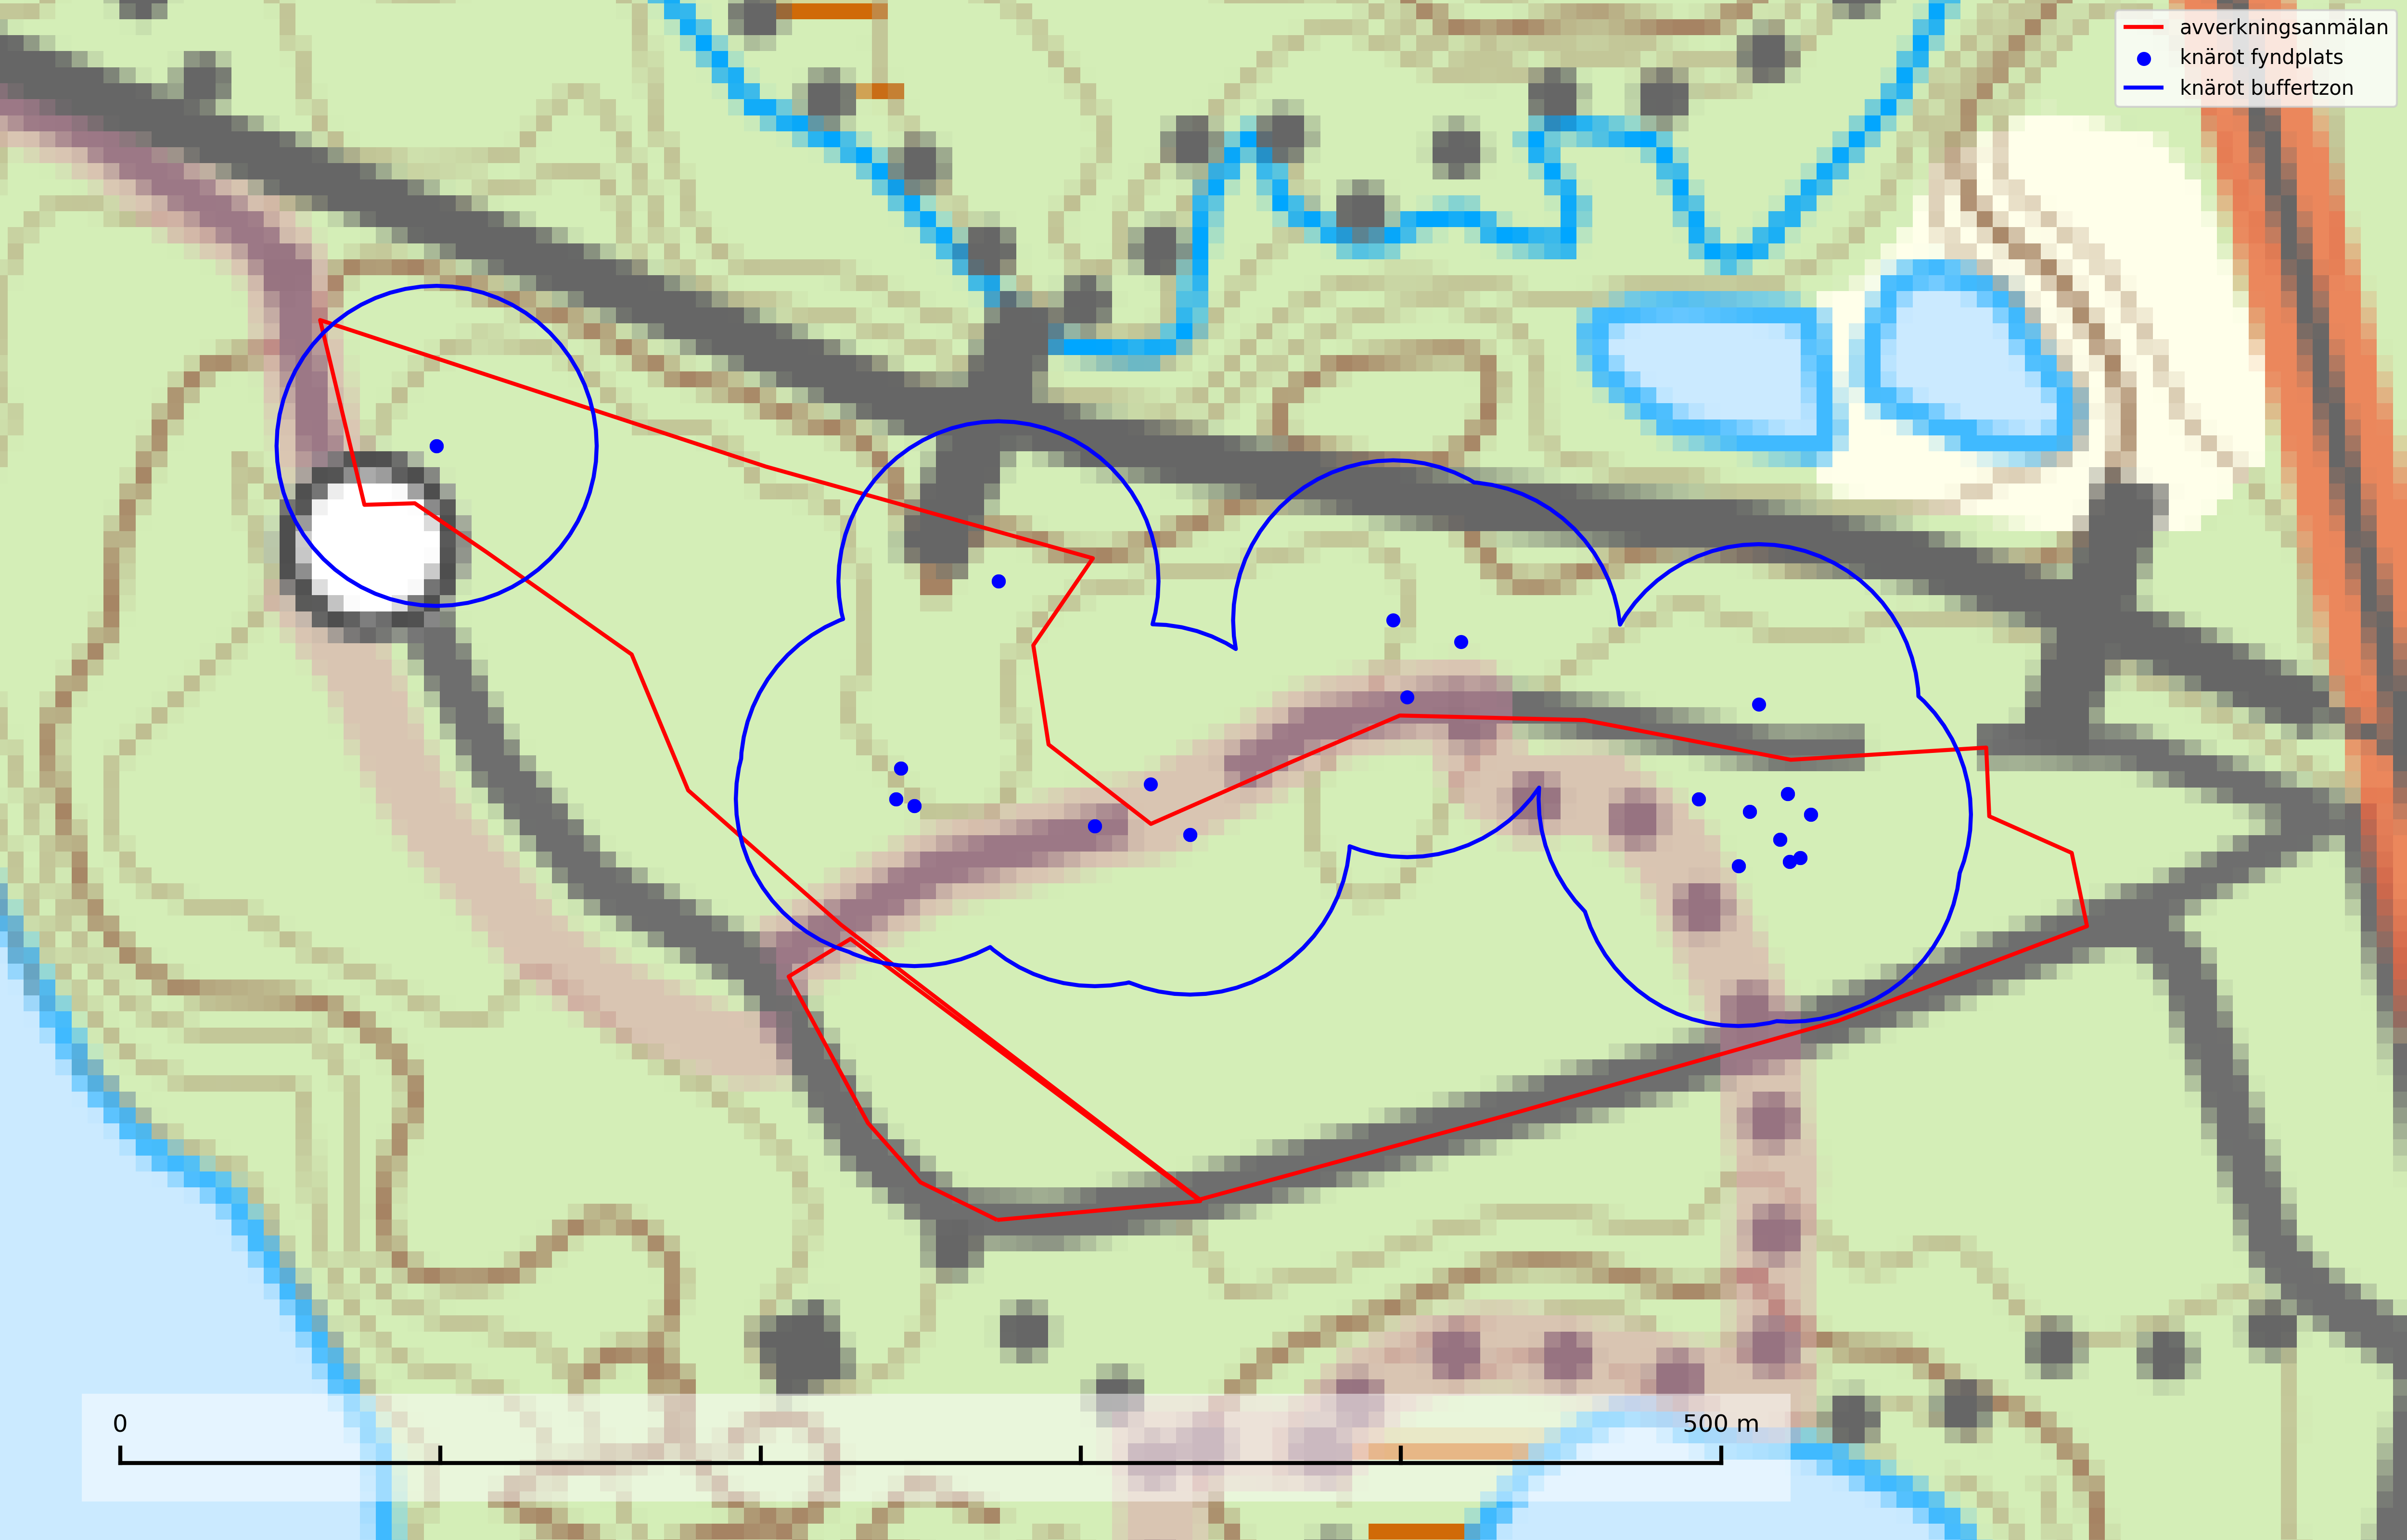 avverkningsanmälan
knärot fyndplats
knärot buffertzon
0
500 m